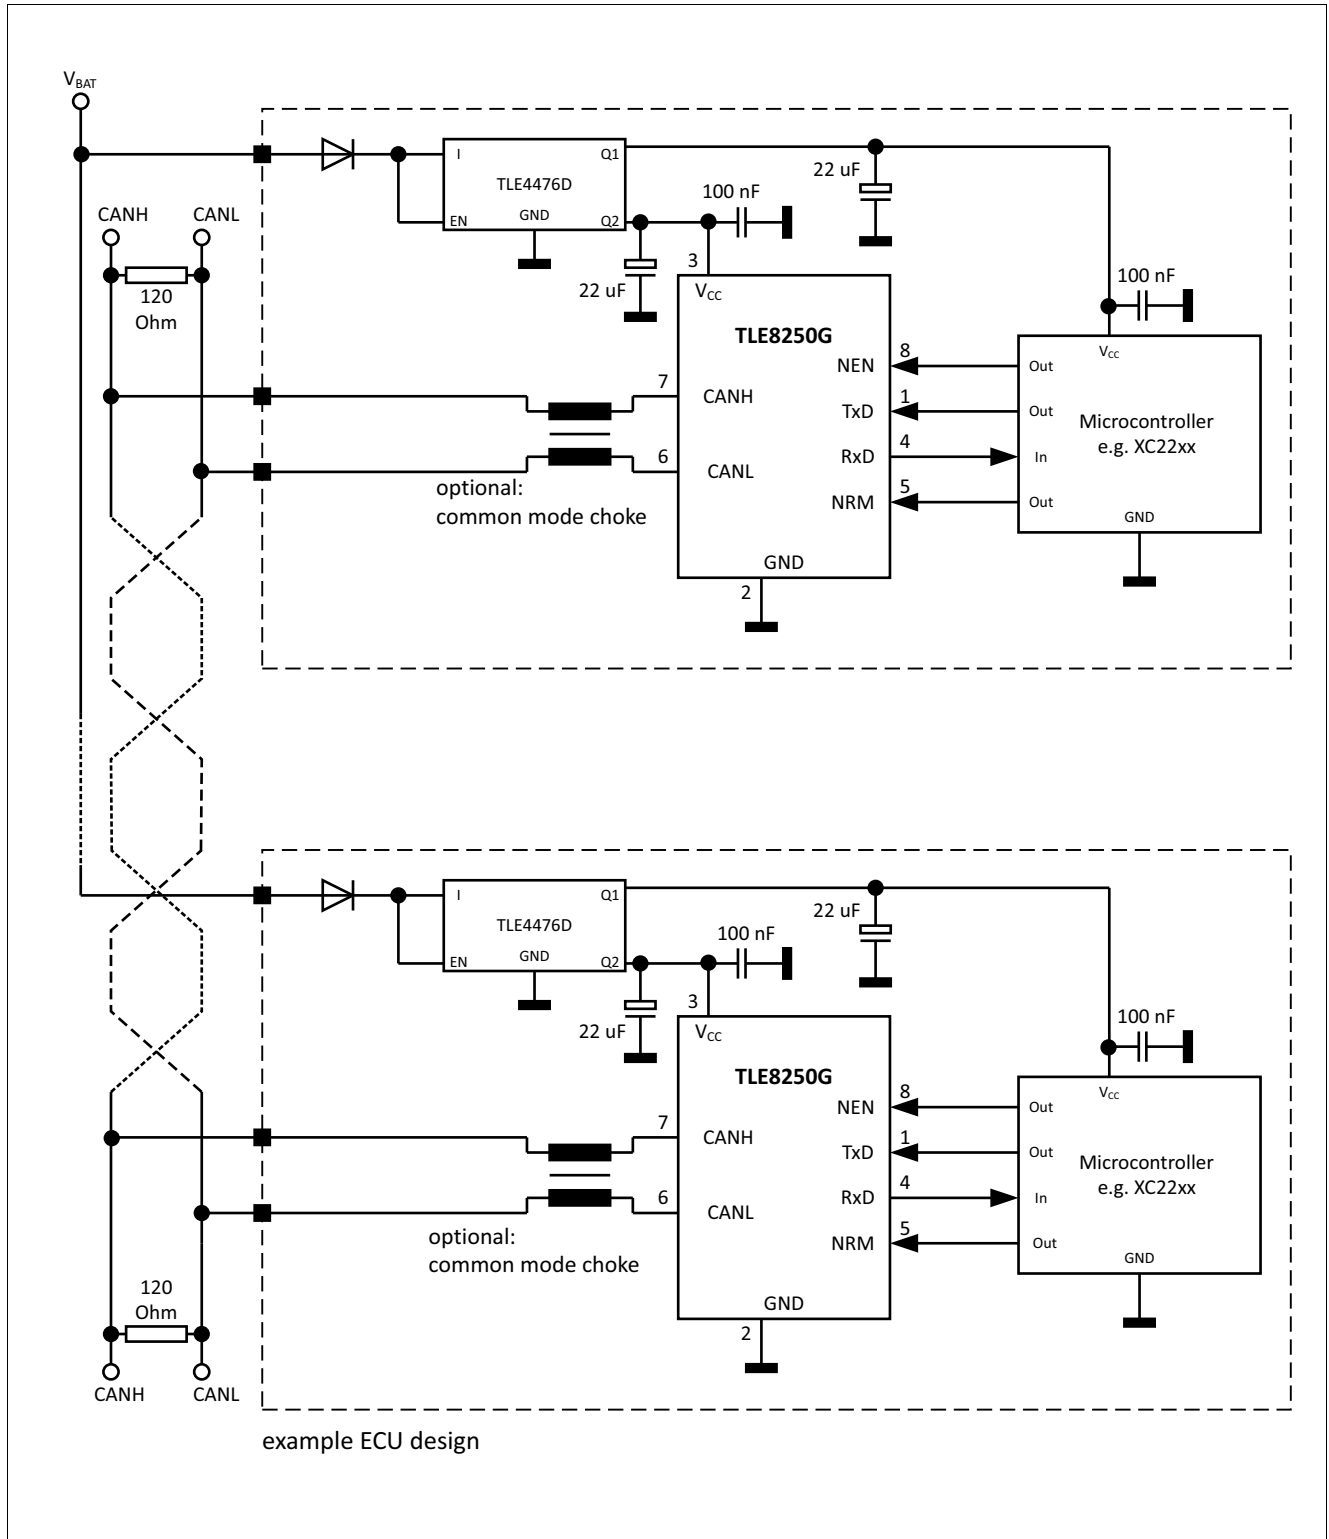 VBAT
CANH
CANL
120
Ohm
I
EN
TLE4476D
GND
Q1
Q2
22 uF
100 nF
22 uF
100 nF
3
VCC
TLE8250G
7
CANH
6
CANL
optional:
common mode choke
NEN
8
TxD
1
RxD
4
NRM
5
GND
2
VCC
Out
Out
In
Out
Microcontroller
e.g. XC22xx
GND
I
EN
TLE4476D
GND
Q1
Q2
22 uF
100 nF
22 uF
100 nF
3
VCC
TLE8250G
7
CANH
6
CANL
optional:
common mode choke
NEN
8
TxD
1
RxD
4
NRM
5
GND
2
VCC
Out
Out
In
Out
Microcontroller
e.g. XC22xx
GND
120
Ohm
CANH
CANL
example ECU design